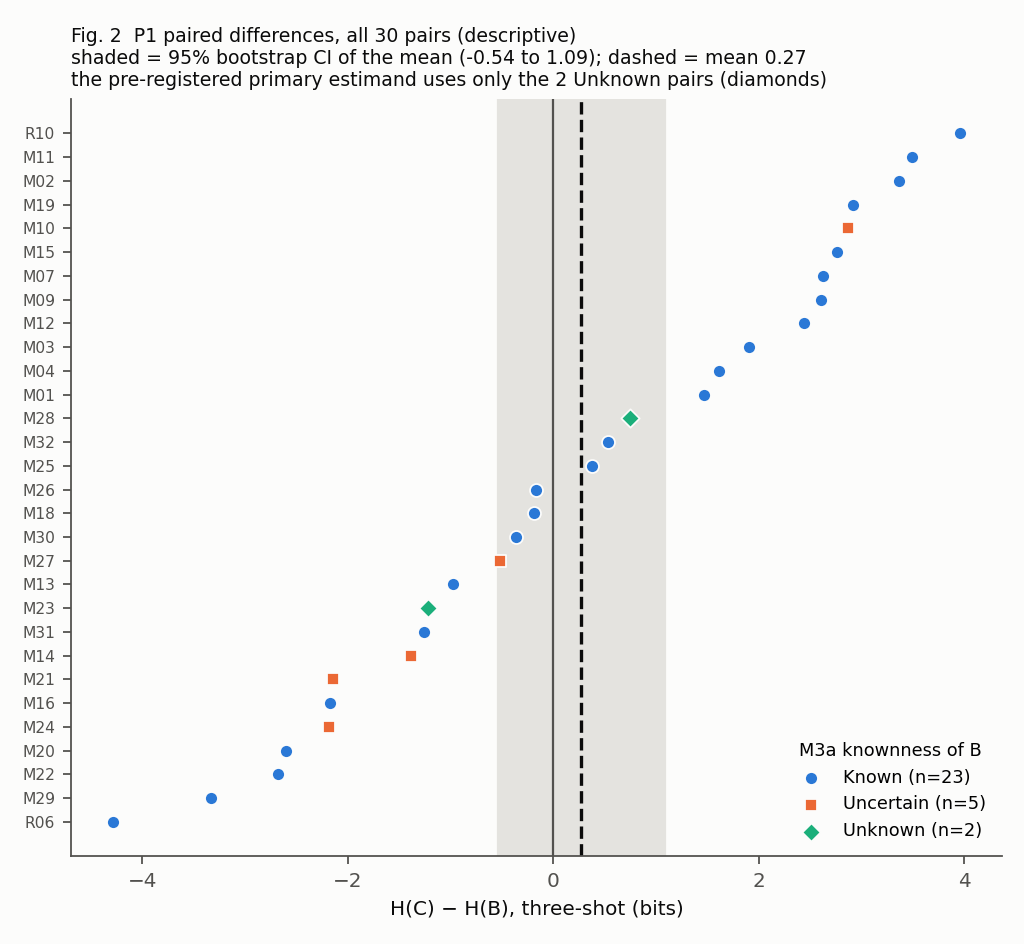 Fig. 2  P1 paired differences, all 30 pairs (descriptive)
shaded = 95% bootstrap CI of the mean (-0.54 to 1.09); dashed = mean 0.27
the pre-registered primary estimand uses only the 2 Unknown pairs (diamonds)
R10
M11
M02
M19
M10
M15
M07
M09
M12
M03
M04
M01
M28
M32
M25
M26
M18
M30
M27
M13
M23
M31
M14
M21
M16
M24
M20
M22
M29
R06
M3a knownness of B
Known (n=23)
Uncertain (n=5)
Unknown (n=2)
−4 −2 0 2 4
H(C) − H(B), three-shot (bits)